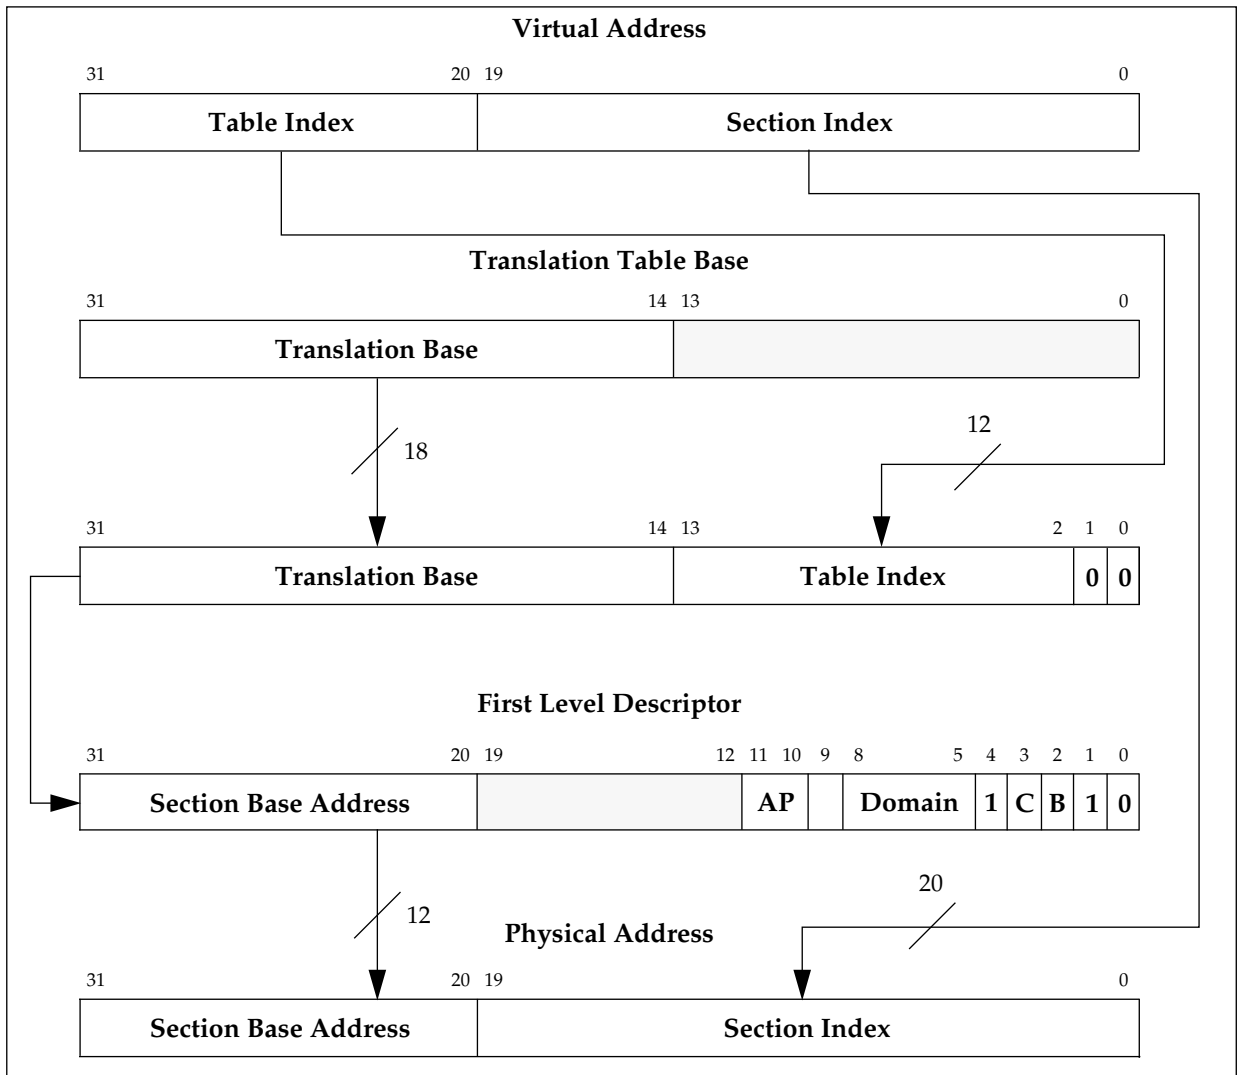 Virtual Address
31 20 19 0
Table Index Section Index
Translation Table Base
31 14 13 0
Translation Base
18 12
31 14 13 2 1 0
Translation Base Table Index 0 0
First Level Descriptor
31 20 19 12 11 10 9 8 5 4 3 2 1 0
Section Base Address AP Domain 1 C B 1 0
12 20
Physical Address
31 20 19 0
Section Base Address Section Index